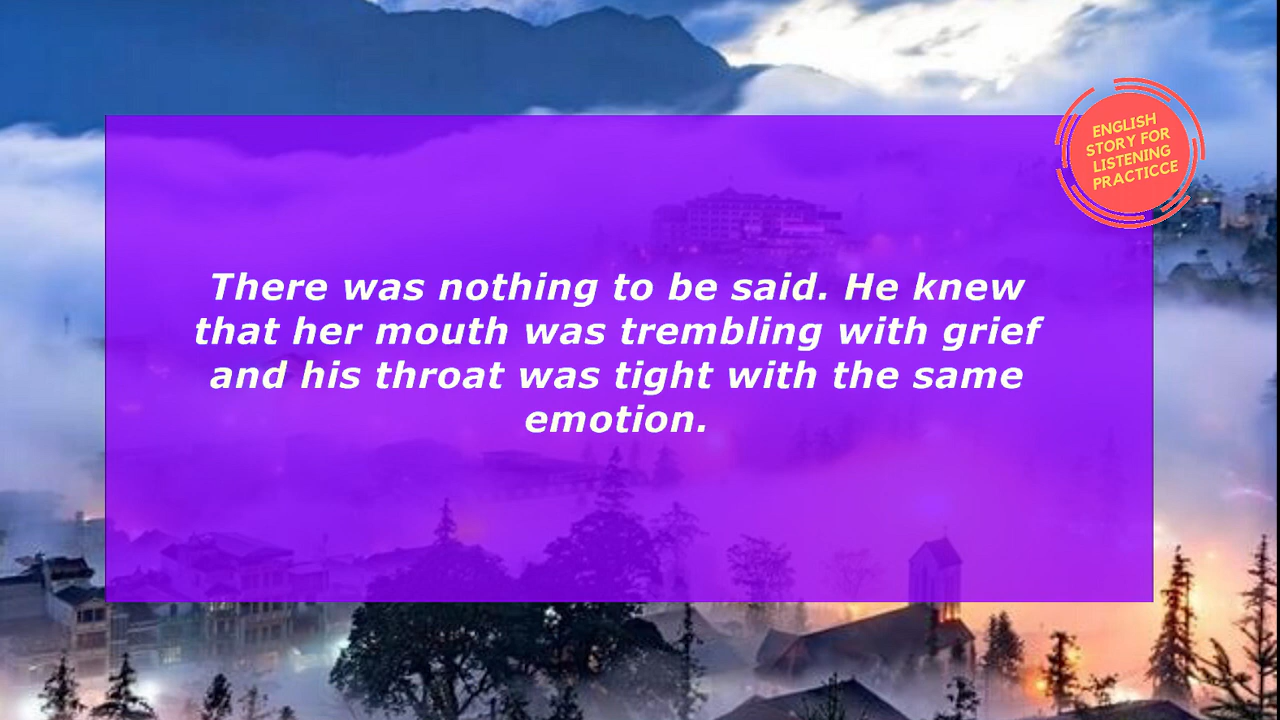 ENGLISH
STORY FOR
LISTENING
PRACTICCE
There was nothing to be said. He knew
that her mouth was trembling with grief
and his throat was tight with the same
emotion.